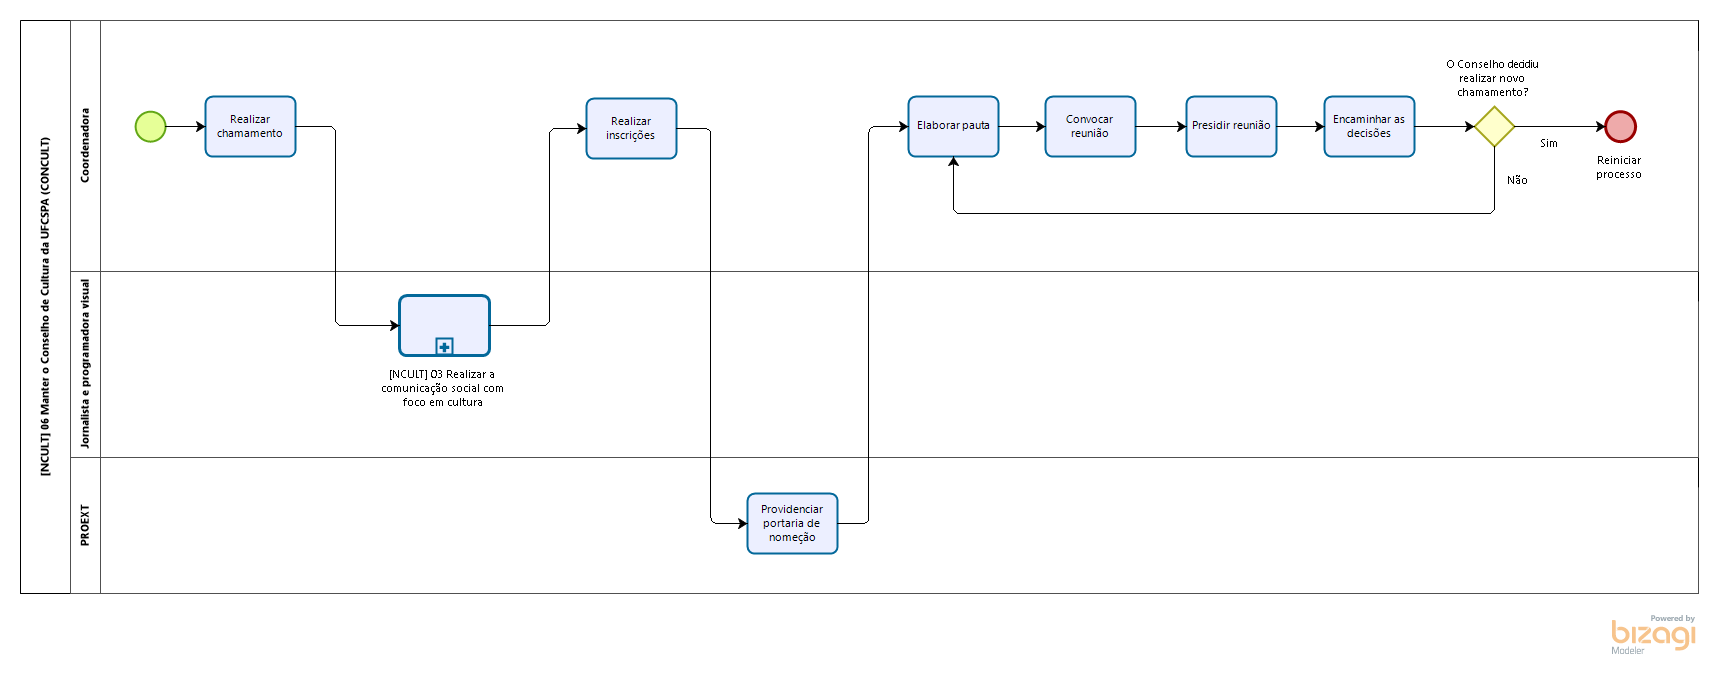 [NCULT] 06 Manter o Conselho de Cultura da UFCSPA (CONCULT)
Coordenadora
Realizar
chamamento
Realizar
inscrições
Elaborar pauta
Convocar
reunião
Presidir reunião
Encaminhar as
decisões
O Conselho decidiu
realizar novo
chamamento?
Sim
Não
Reiniciar
processo
Jornalista e programadora visual
[NCULT] 03 Realizar a
comunicação social com
foco em cultura
PROEXT
Providenciar
portaria de
nomeção
Powered by
bizagi
Modeler